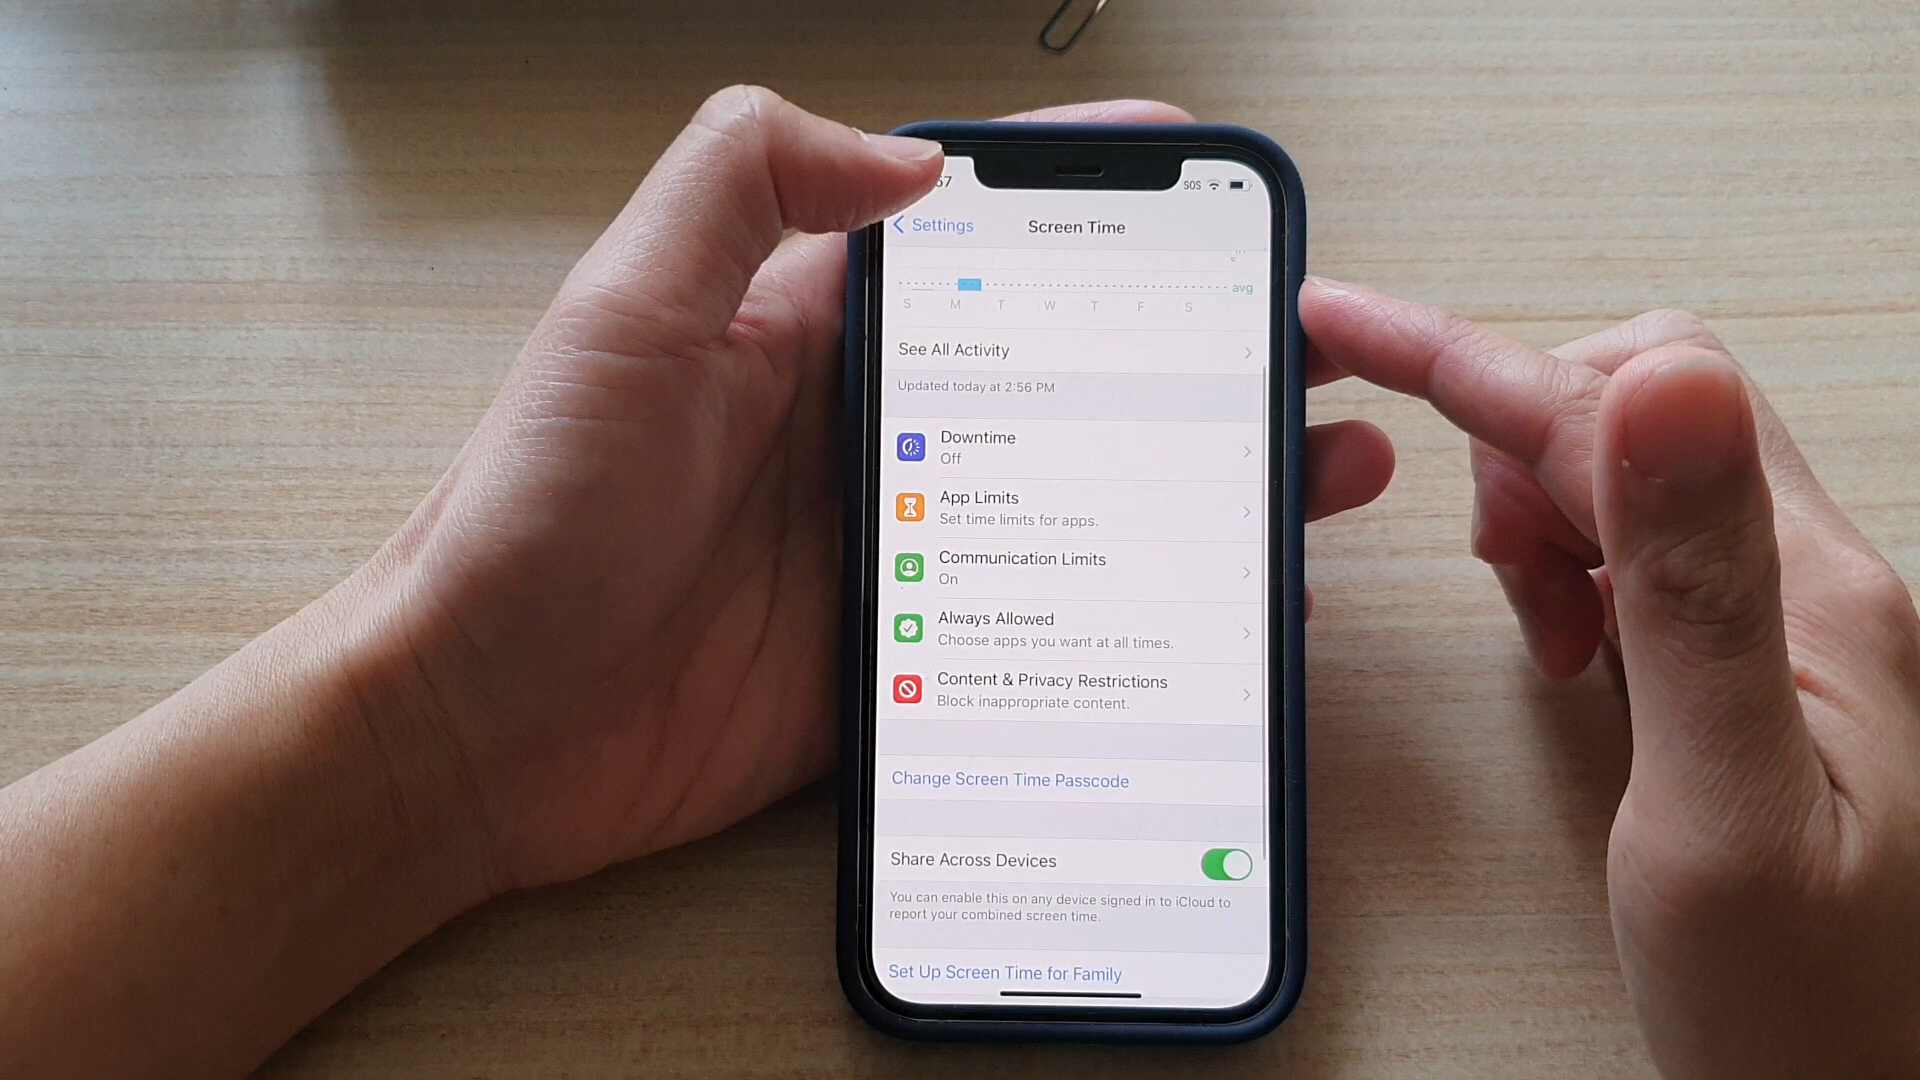 57
SOS
Settings
Screen Time
avg
S M T W T F S
See All Activity
Updated today at 2:56 PM
Downtime
Off
App Limits
Set time limits for apps.
Communication Limits
On
Always Allowed
Choose apps you want at all times.
Content & Privacy Restrictions
Block inappropriate content.
Change Screen Time Passcode
Share Across Devices
You can enable this on any device signed in to iCloud to
report your combined screen time.
Set Up Screen Time for Family